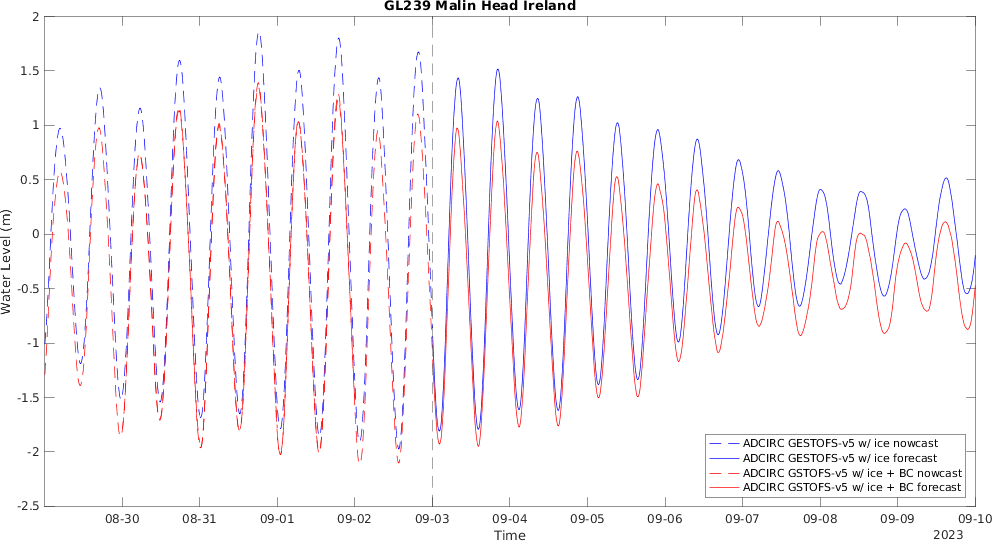 GL239 Malin Head Ireland
2
1.5
1
0.5
0
-0.5
-1
-1.5
-2
-2.5
Water Level (m)
ADCIRC GESTOFS-v5 w/ ice nowcast
ADCIRC GESTOFS-v5 w/ ice forecast
ADCIRC GSTOFS-v5 w/ ice + BC nowcast
ADCIRC GSTOFS-v5 w/ ice + BC forecast
08-30 08-31 09-01 09-02 09-03 09-04 09-05 09-06 09-07 09-08 09-09 09-10
Time
2023